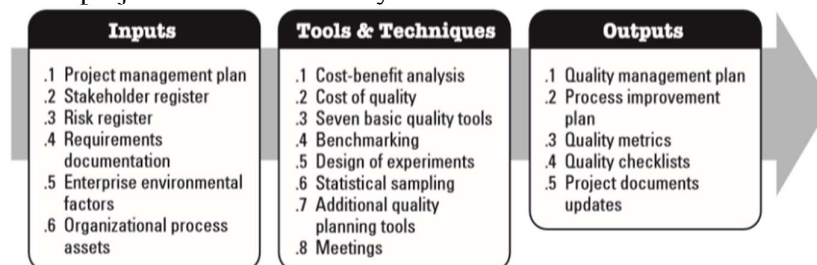 Inputs
.1 Project management plan
.2 Stakeholder register
.3 Risk register
.4 Requirements
documentation
.5 Enterprise environmental
factors
.6 Organizational process
assets
Tools & Techniques
.1 Cost-benefit analysis
.2 Cost of quality
.3 Seven basic quality tools
.4 Benchmarking
.5 Design of experiments
.6 Statistical sampling
.7 Additional quality
planning tools
.8 Meetings
Outputs
.1 Quality management plan
.2 Process improvement
plan
.3 Quality metrics
.4 Quality checklists
.5 Project documents
updates